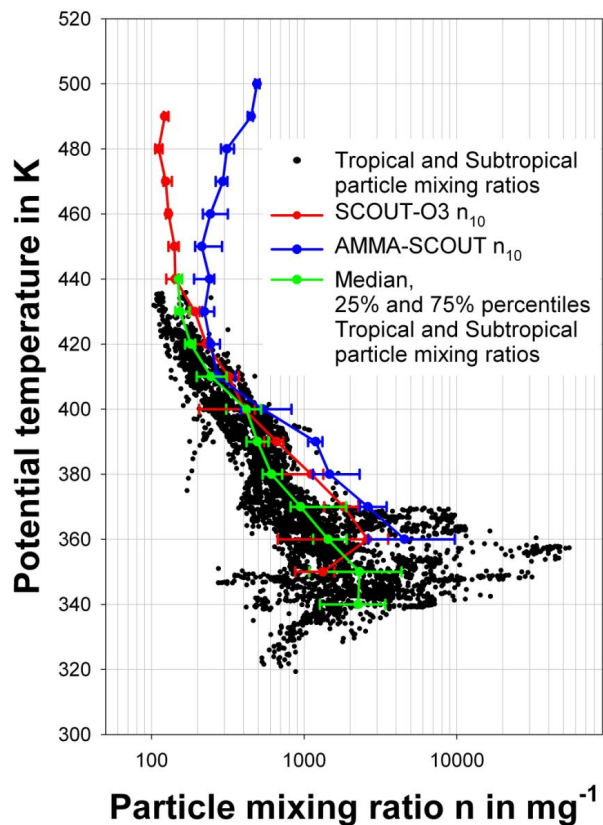 520
500
480
460
440
420
400
380
360
340
320
300
Potential temperature in K
Tropical and Subtropical
particle mixing ratios
SCOUT-O3 n10
AMMA-SCOUT n10
Median,
25% and 75% percentiles
Tropical and Subtropical
particle mixing ratios
100 1000 10000
Particle mixing ratio n in mg-1